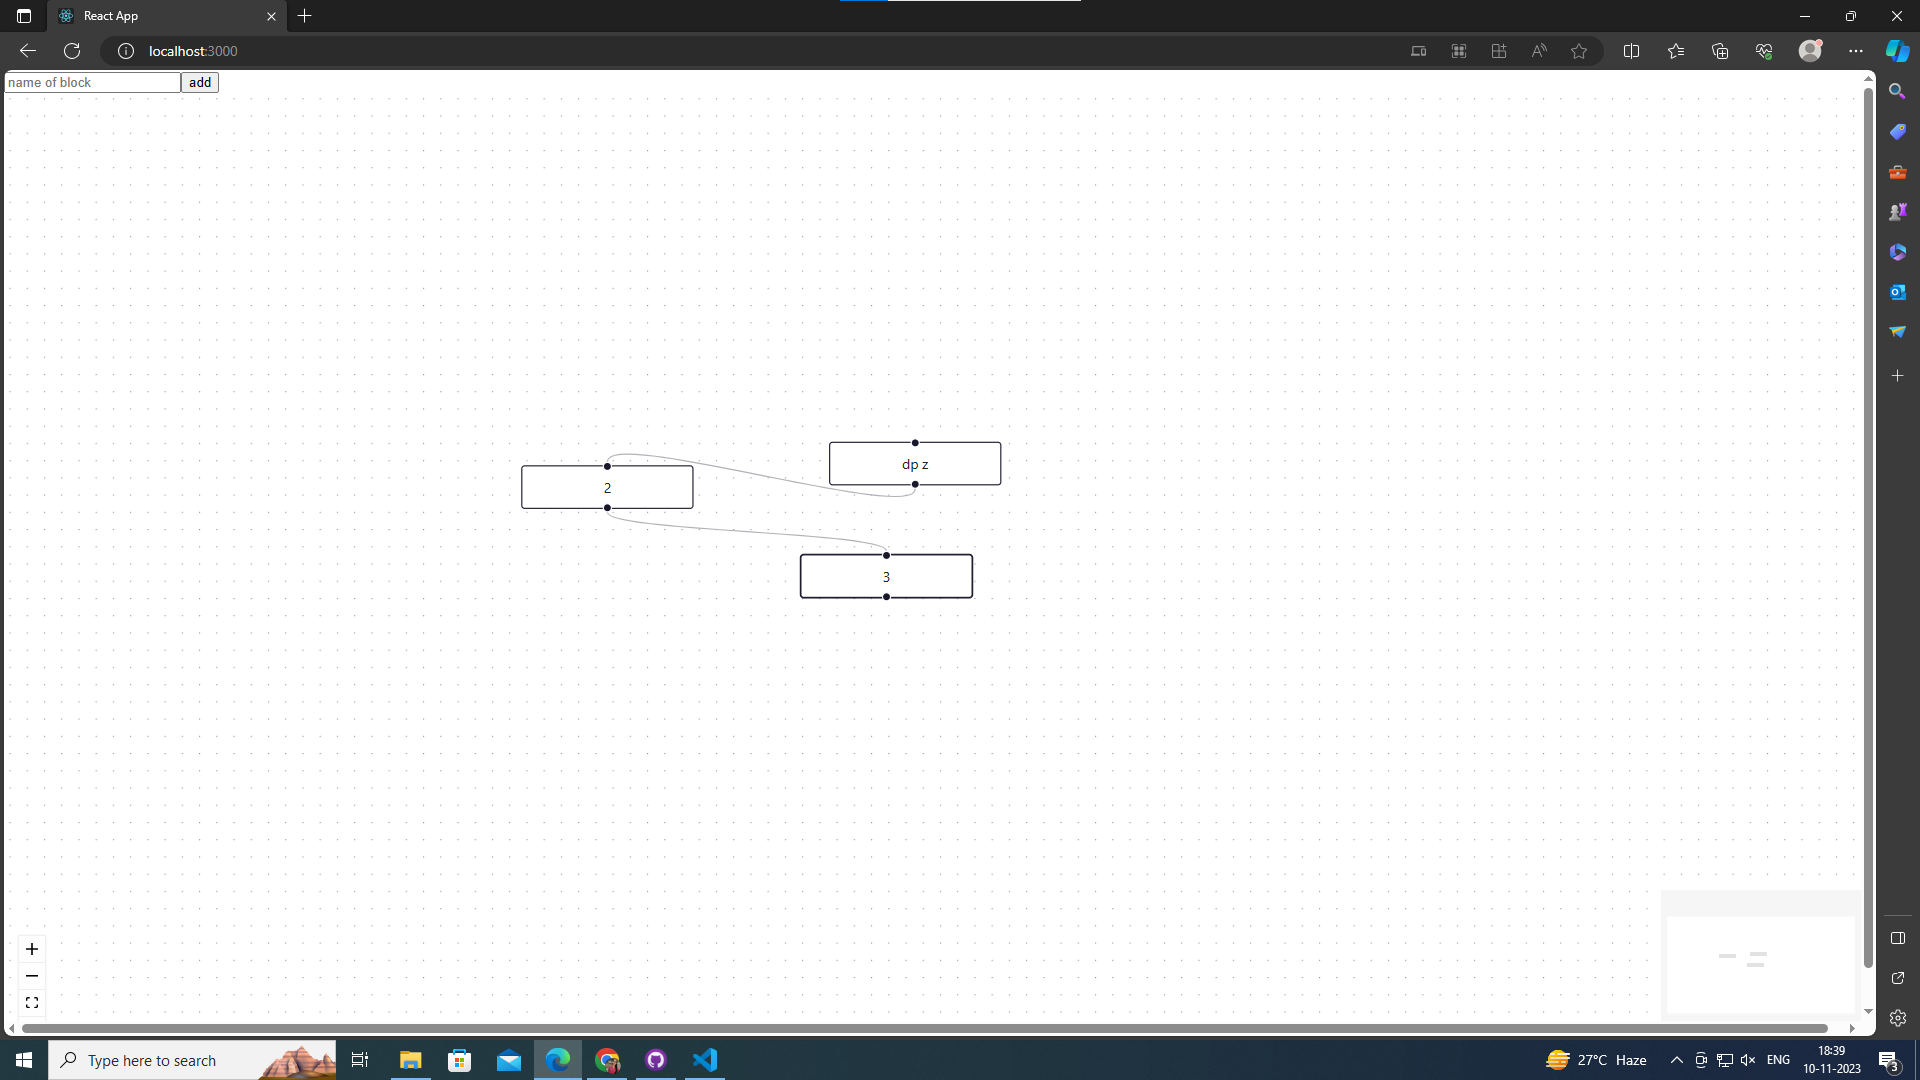 React App
localhost:3000
name of block
add
dp z
2
3
Type here to search
27°C Haze
ENG
18:39
10-11-2023
3